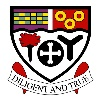 DILIGENT AND TRUE